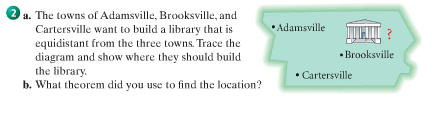 2 a. The towns of Adamsville, Brooksville, and
Cartersville want to build a library that is
equidistant from the three towns. Trace the
diagram and show where they should build
the library.
b. What theorem did you use to find the location?
•Adamsville
?
•Brooksville
•Cartersville